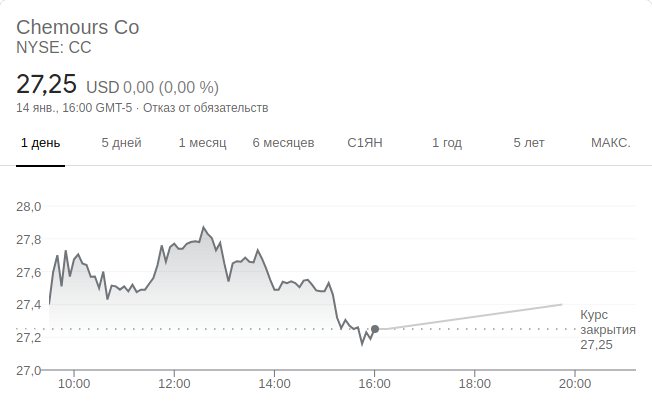 Chemours Co
NYSE: CC
27,25 USD 0,00 (0,00 %)
14 янв., 16:00 GMT-5 · Отказ от обязательств
1 день 5 дней 1 месяц 6 месяцев С1ЯН 1 год 5 лет МАКС.
28,0
27,8
27,6
27,4
27,2
27,0
Курс
закрытия
27,25
10:00 12:00 14:00 16:00 18:00 20:00